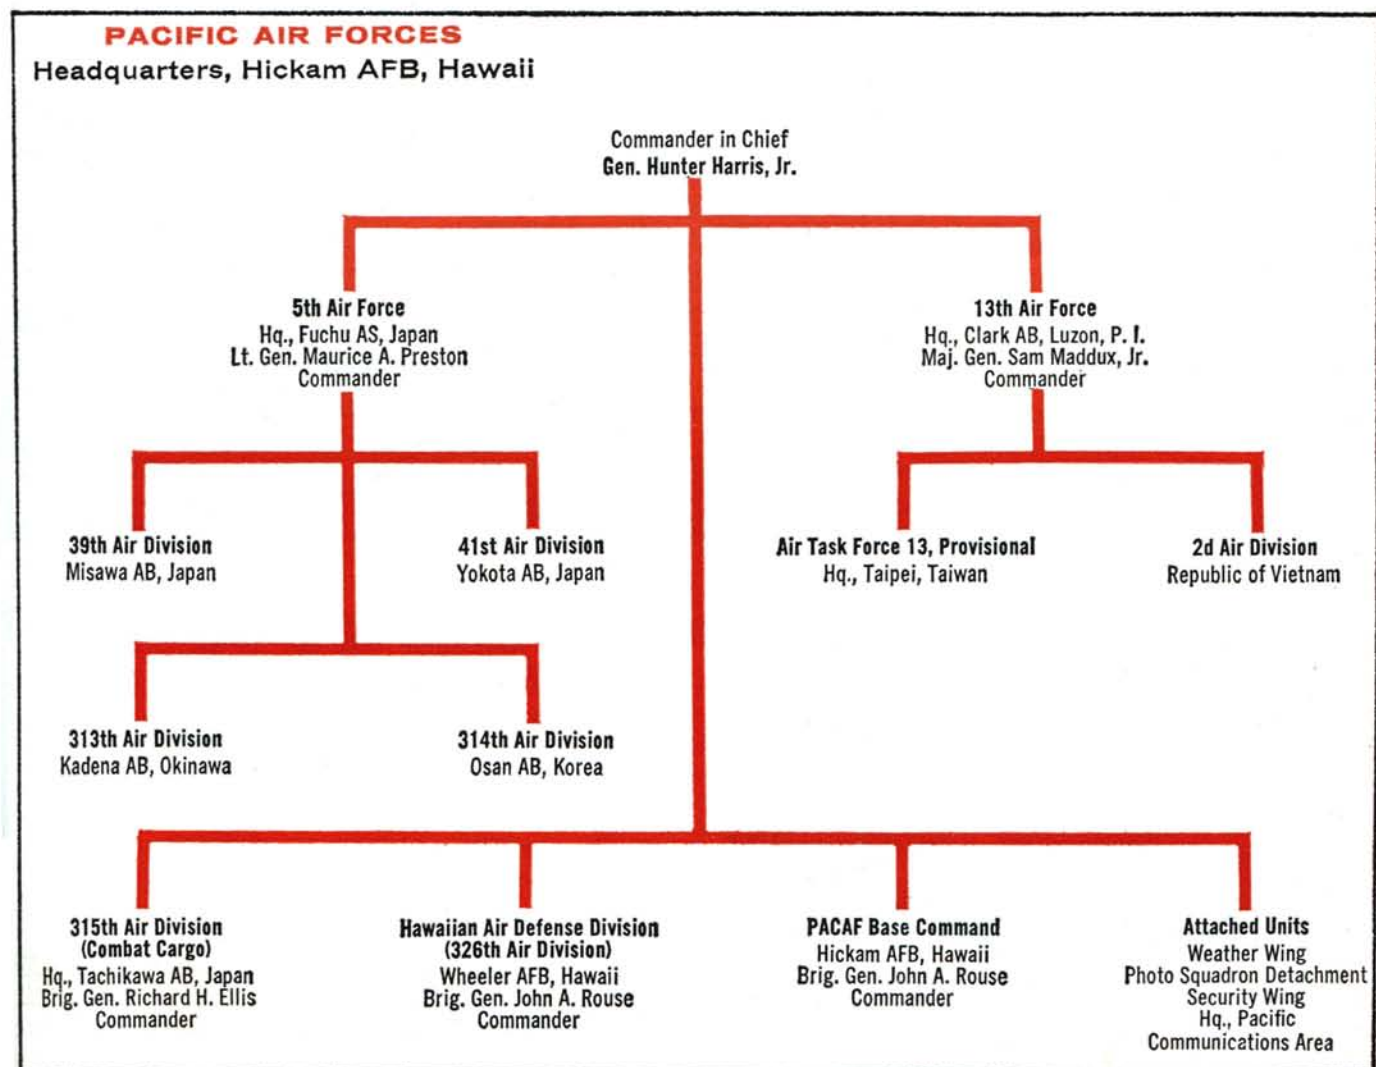 PACIFIC AIR FORCES
Headquarters, Hickam AFB, Hawaii
Commander in Chief
Gen. Hunter Harris, Jr.
5th Air Force
Hq., Fuchu AS, Japan
Lt. Gen. Maurice A. Preston
Commander
13th Air Force
Hq., Clark AB, Luzon, P. I.
Maj. Gen. Sam Maddux, Jr.
Commander
39th Air Division
Misawa AB, Japan
41st Air Division
Yokota AB, Japan
Air Task Force 13, Provisional
Hq., Taipei, Taiwan
2d Air Division
Republic of Vietnam
313th Air Division
Kadena AB, Okinawa
314th Air Division
Osan AB, Korea
315th Air Division
(Combat Cargo)
Hq., Tachikawa AB, Japan
Brig. Gen. Richard H. Ellis
Commander
Hawaiian Air Defense Division
(326th Air Division)
Wheeler AFB, Hawaii
Brig. Gen. John A. Rouse
Commander
PACAF Base Command
Hickam AFB, Hawaii
Brig. Gen. John A. Rouse
Commander
Attached Units
Weather Wing
Photo Squadron Detachment
Security Wing
Hq., Pacific
Communications Area